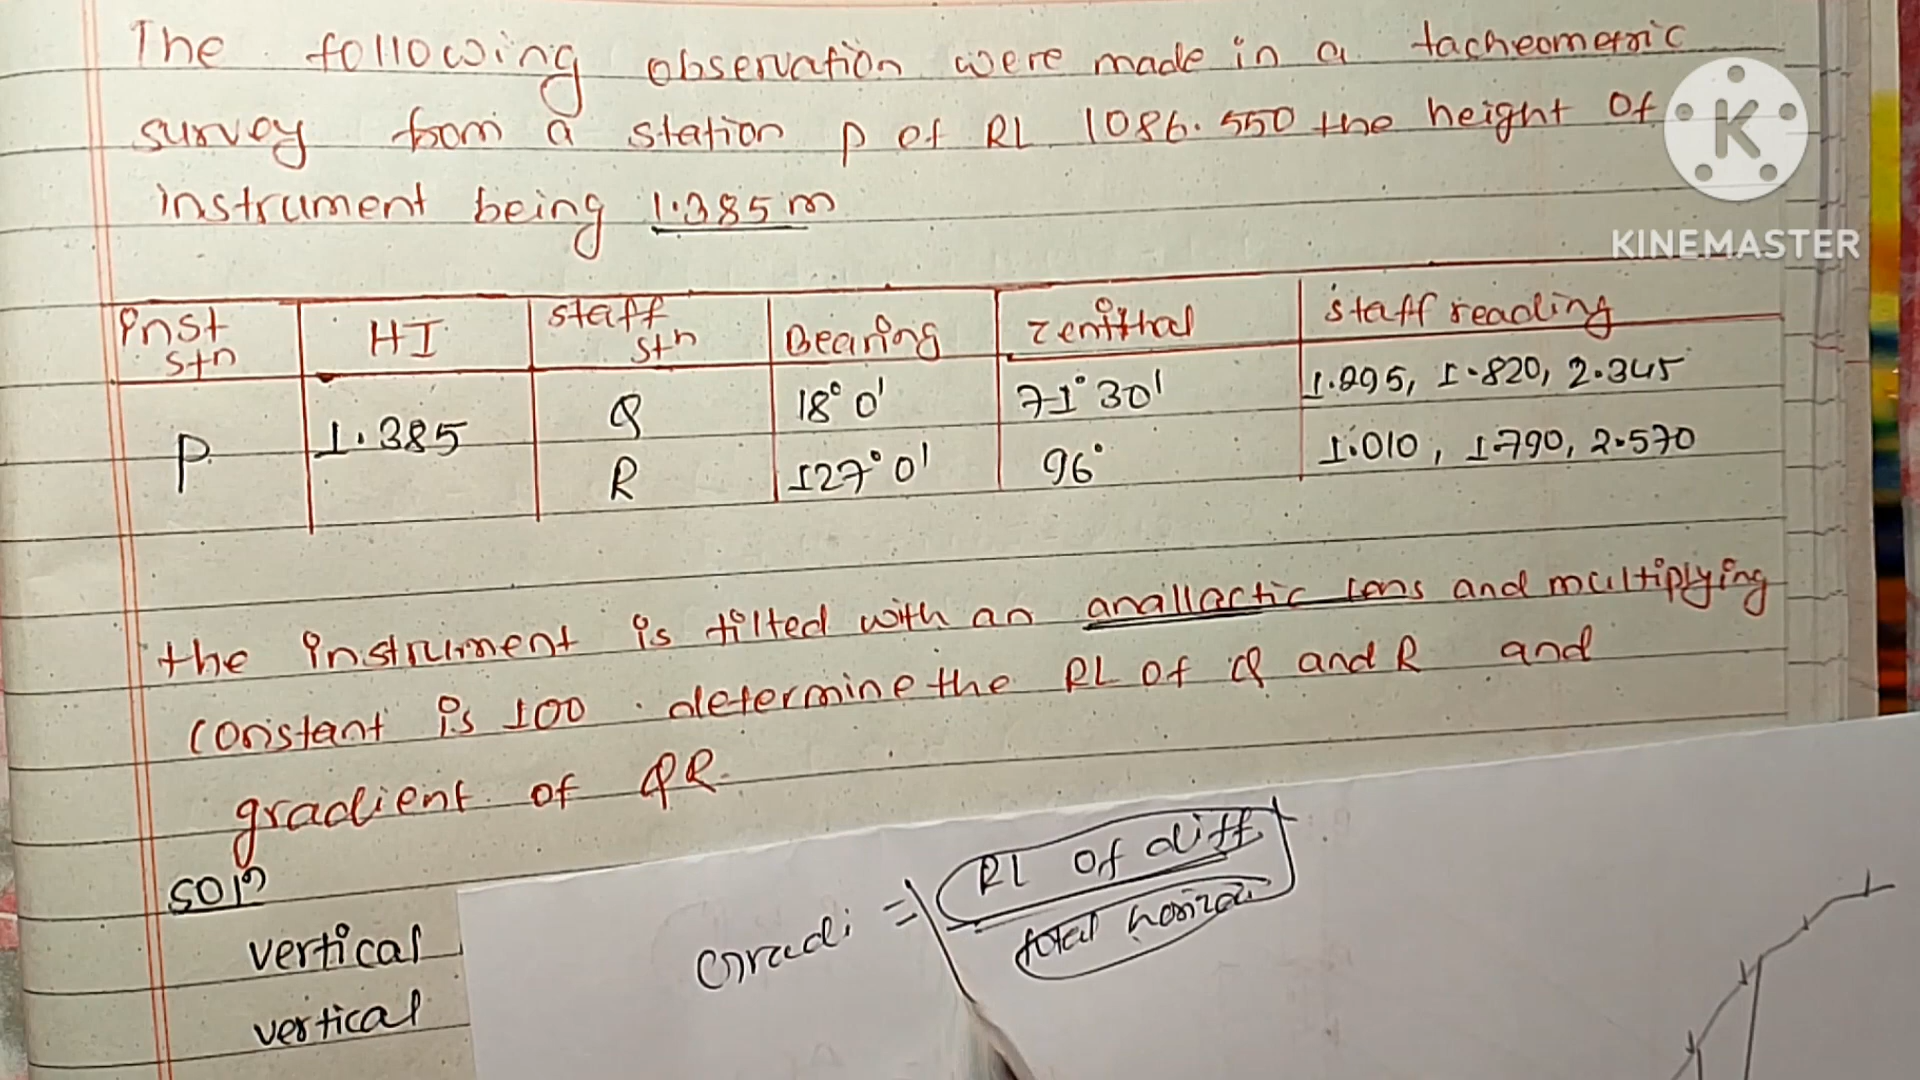 The following observation were made in a tacheometric
survey from a station P of RL 1086.550 the height of
instrument being 1.385 m
K
KINEMASTER
Inst stn HI staff stn Bearing zenithal staff reading
P 1.385 Q 18° 0' 71° 30' 1.295, 1.820, 2.345
R 127° 0' 96° 1.010, 1.790, 2.570
the instrument is tilted with an anallactic lens and multiplying
constant is 100 . determine the RL of Q and R and
gradient of QR.
soln
vertical
vertical
Gradi = RL of diff
total horizon